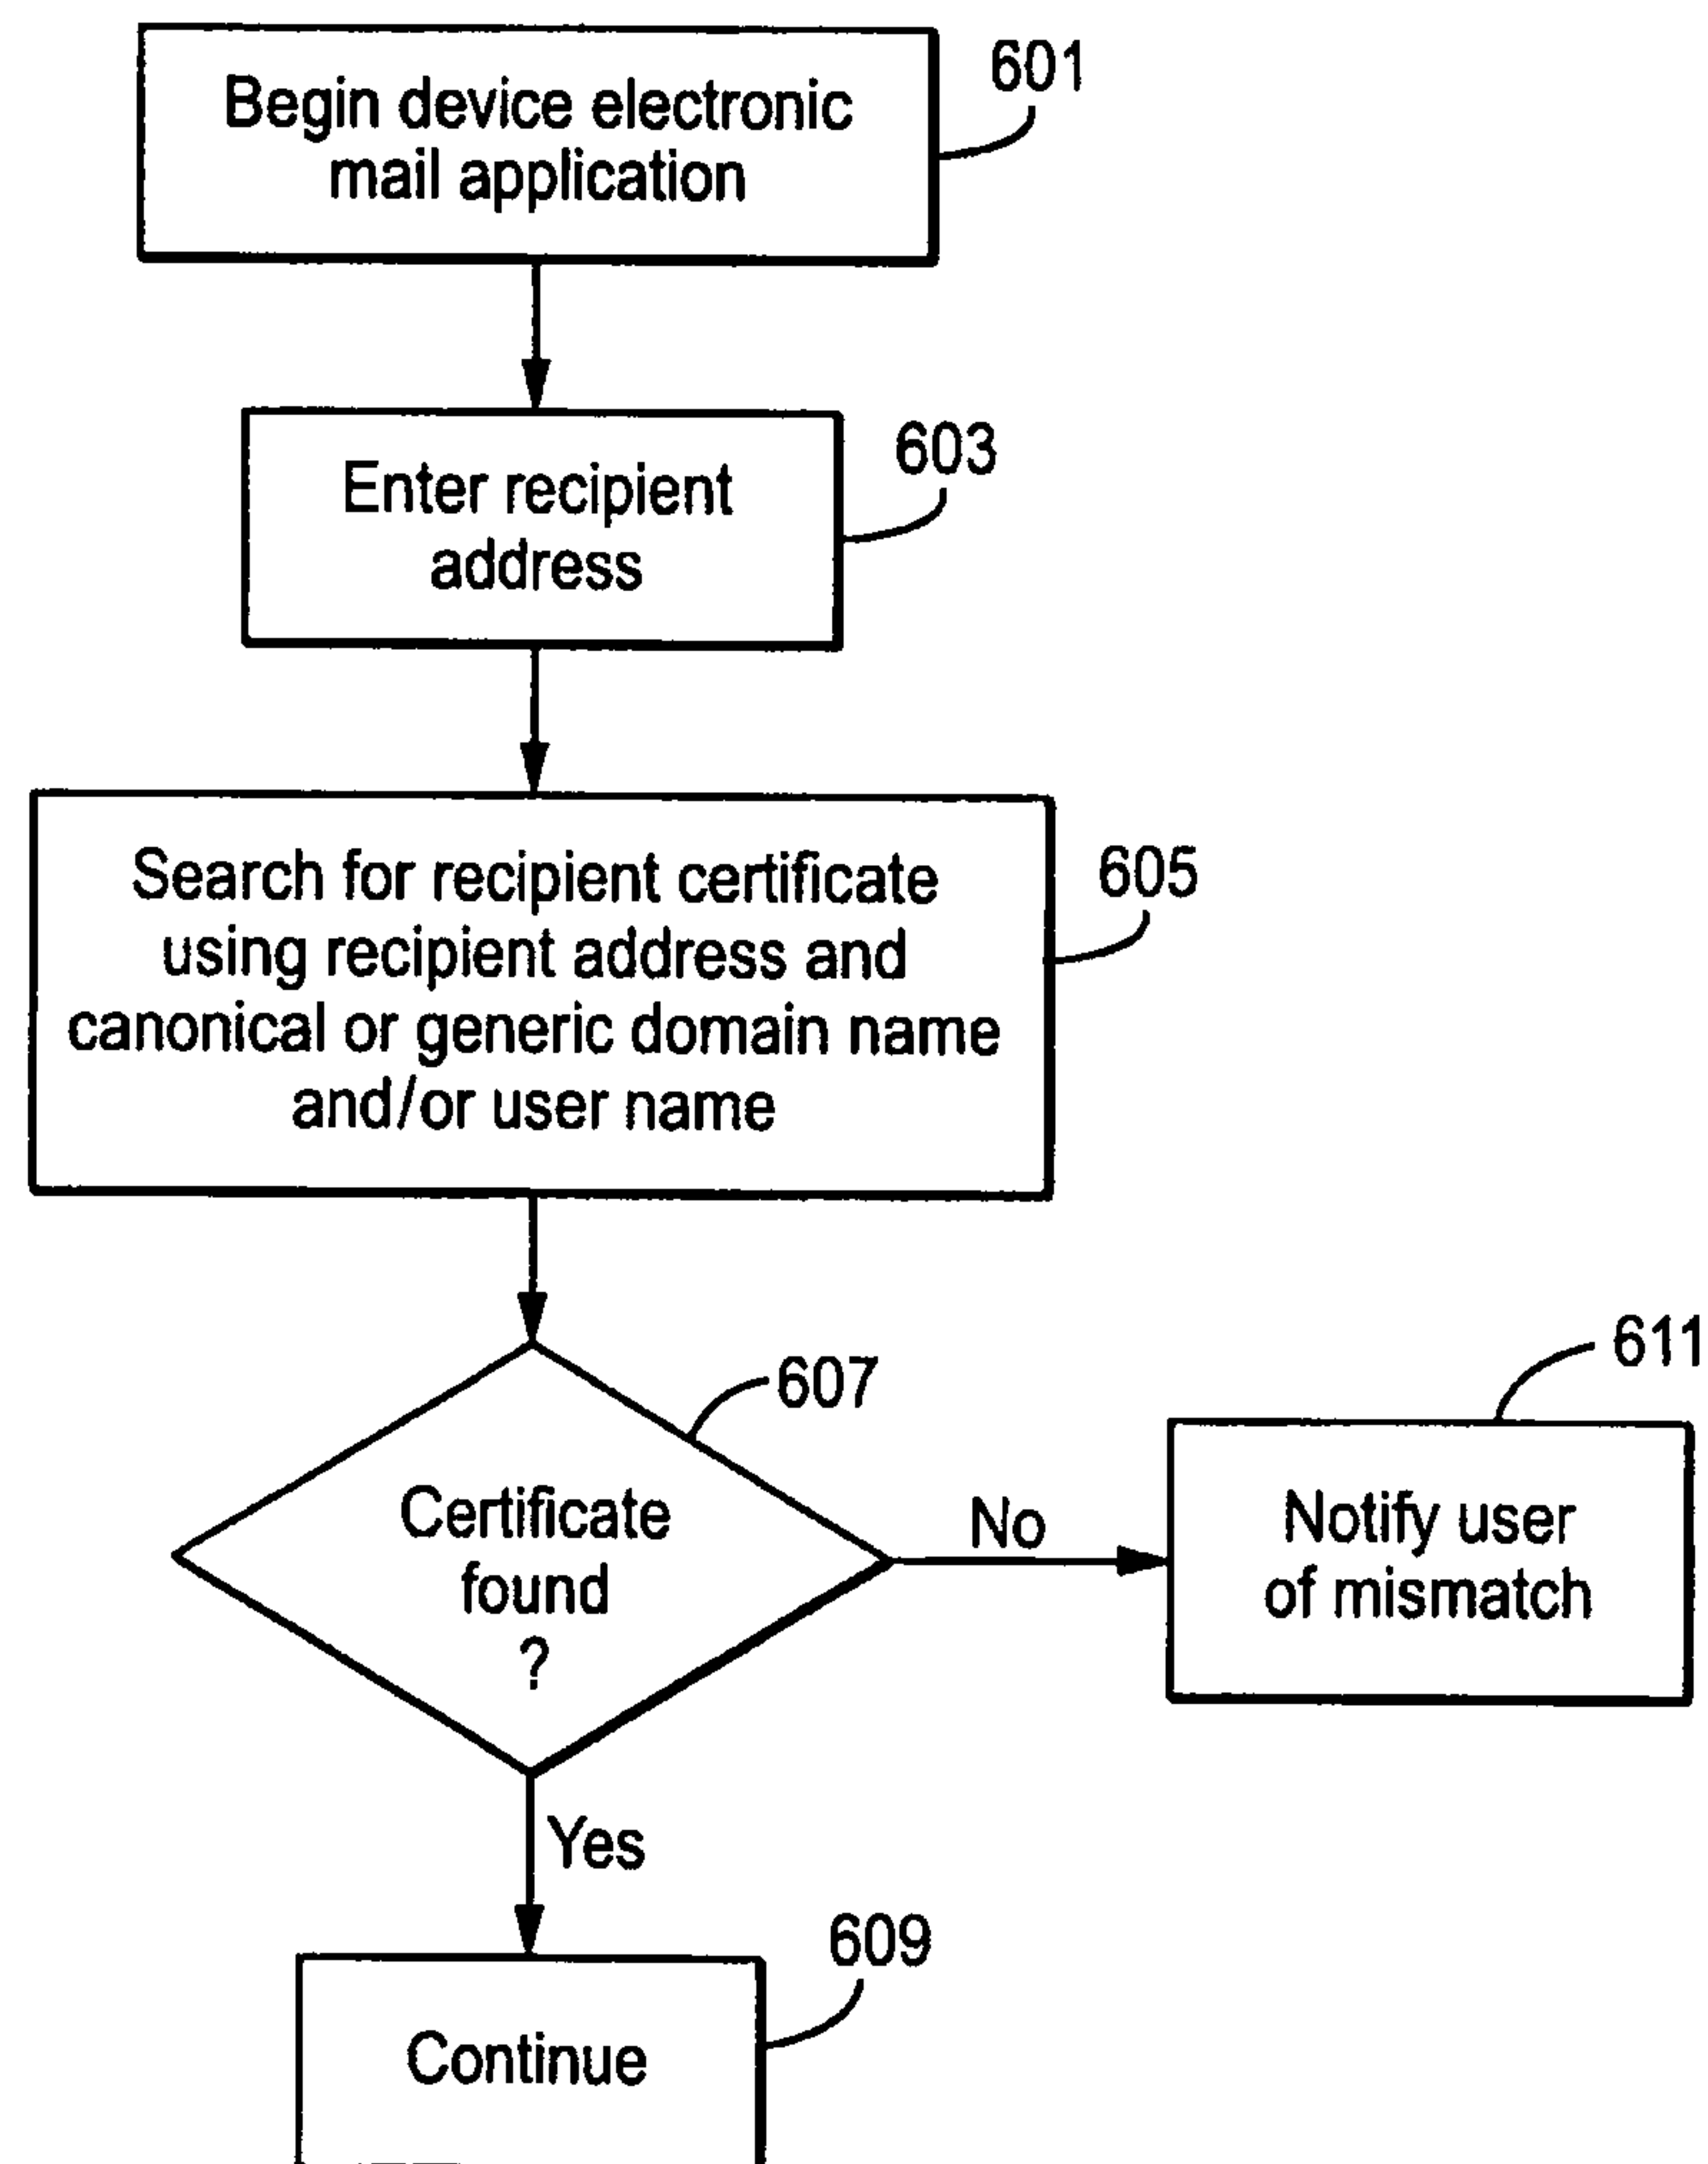 Begin device electronic
mail application
601
Enter recipient
address
603
Search for recipient certificate
using recipient address and
canonical or generic domain name
and/or user name
605
607
Certificate
found
?
No
611
Notify user
of mismatch
Yes
609
Continue